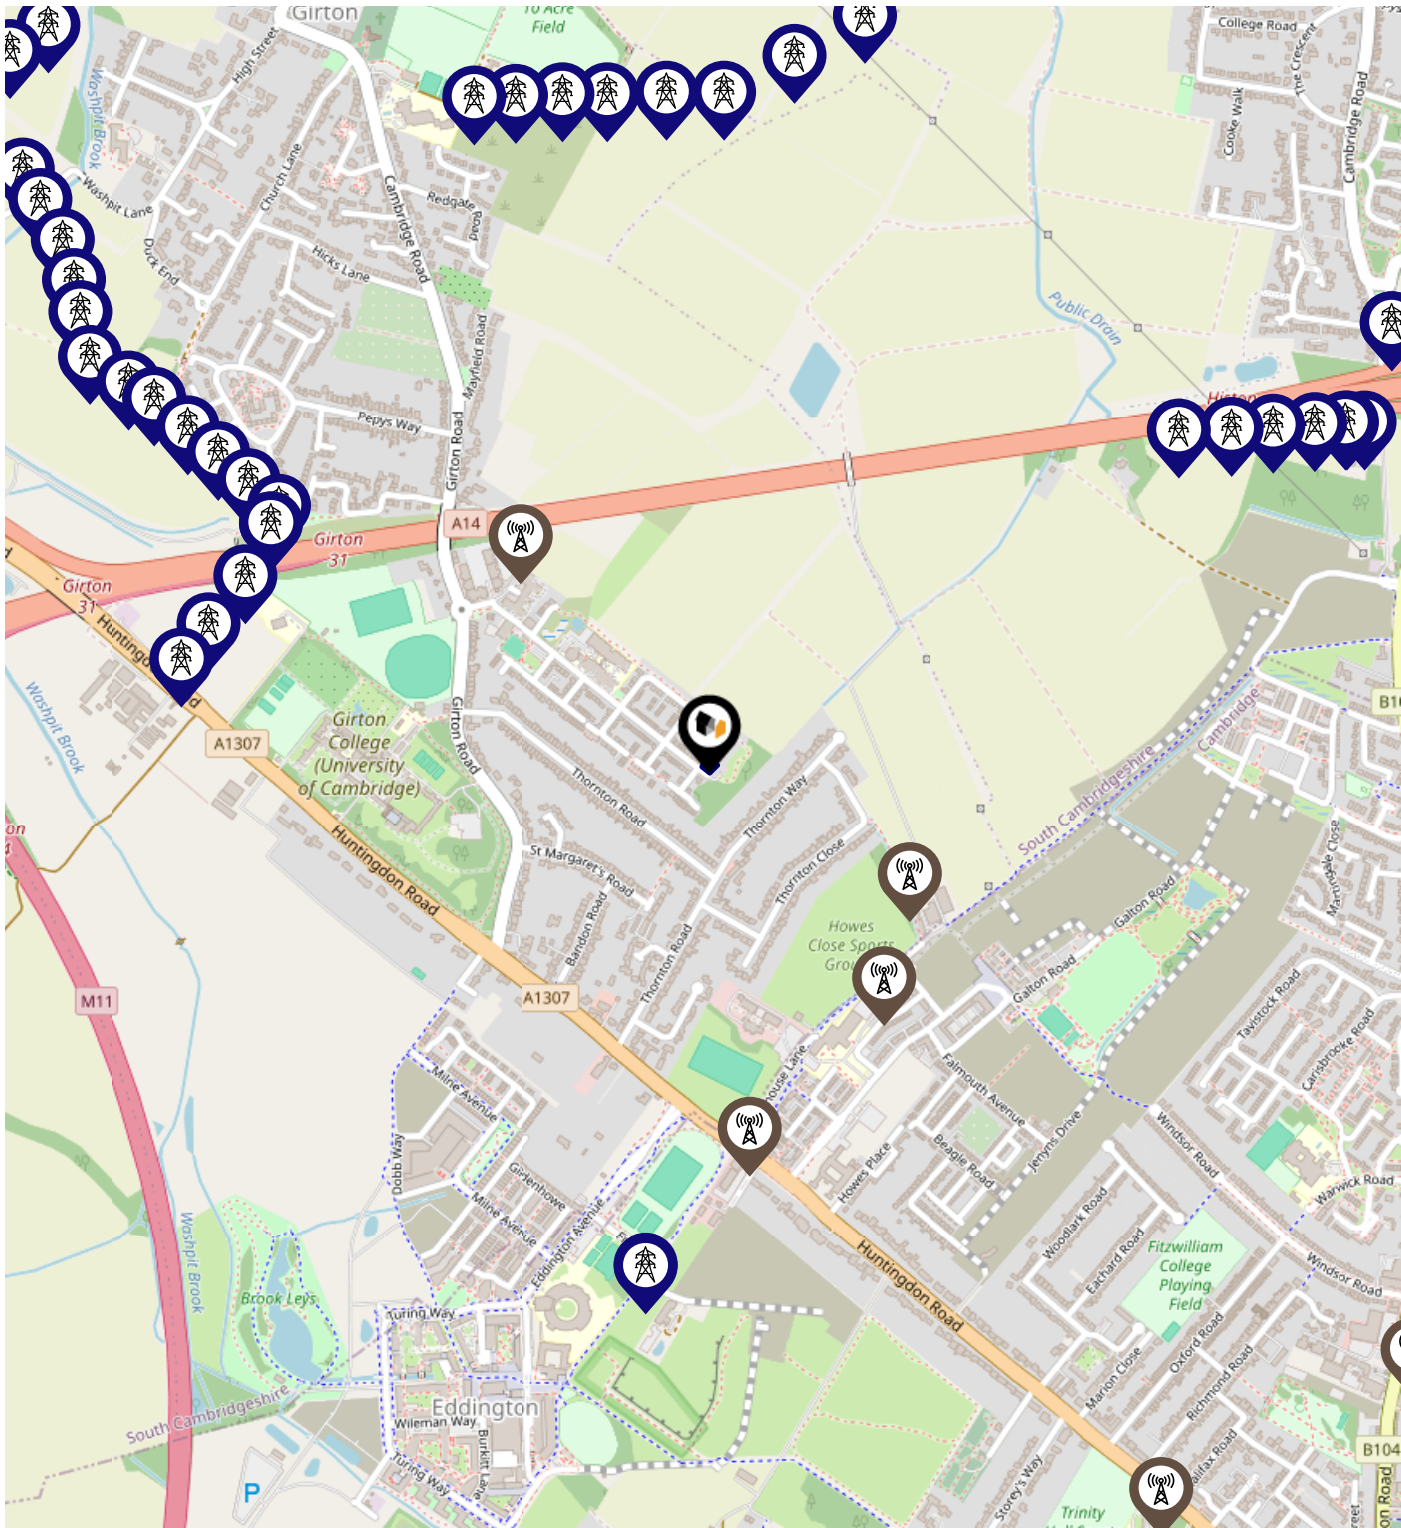 Girton
10 Acre
Field
College Road
The Crescent
High Street
Washpit Brook
Cooke Walk
Cambridge Road
Church Lane
Washpit Lane
Cambridge Road
Redgate
Road
Duck End
Hicks Lane
Public Drain
Mayfield Road
Pepys Way
Girton Road
A14
Girton
31
Girton
31
Washpit Brook
Girton
College
(University
of Cambridge)
A1307
Girton Road
Thornton Road
Thornton Way
South Cambridgeshire
Cambridge
St Margaret's Road
Thornton Close
Huntingdon Road
Bandon Road
Thornton Road
Howes
Close Sports
Galton Road
Galton Road
M11
A1307
Tavistock Road
Carisbrooke Road
Milne Avenue
Falmouth Avenue
Dobb Way
Girlenhowe
Milne Avenue
Eddington Avenue
Beagle Road
Jenyns Drive
Howes Place
Windsor Road
Warwick Road
Washpit Brook
Brook Leys
Woodlark Road
Eachard Road
Fitzwilliam
College
Playing
Field
Windsor Road
Huntingdon Road
Turing Way
Oxford Road
Marion Close
Richmond Road
South Cambridgeshire
Eddington
Wileman Way
Burkitt Lane
Turing Way
B104
P
Storey's Way
Trinity